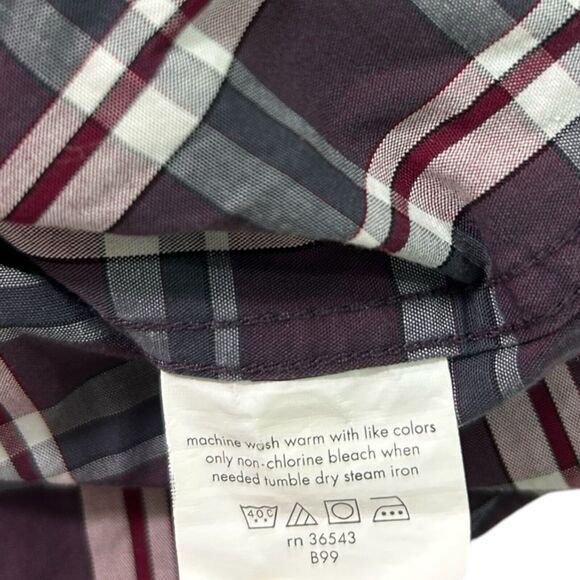 machine wash warm with like colors
only non-chlorine bleach when
needed tumble dry steam iron
40C
rn 36543
B99